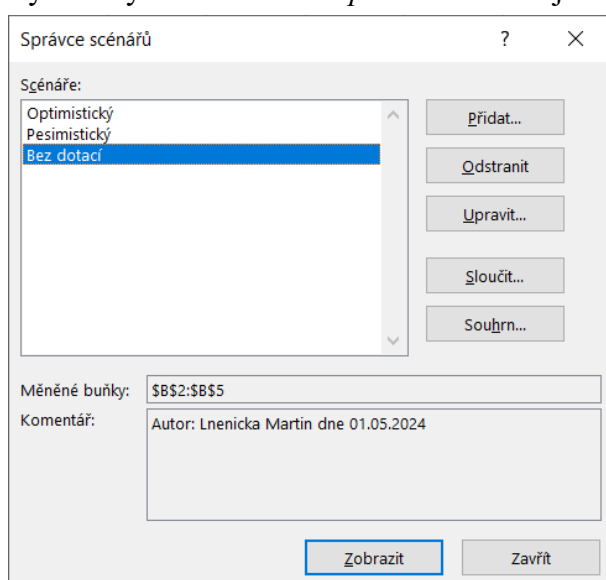 Správce scénářů ? ×
Scénáře:
Optimistický
Pesimistický
Bez dotací
Přidat...
Odstranit
Upravit...
Sloučit...
Souhrn...
Měněné buňky: $B$2:$B$5
Komentář: Autor: Lnenicka Martin dne 01.05.2024
Zobrazit Zavřít